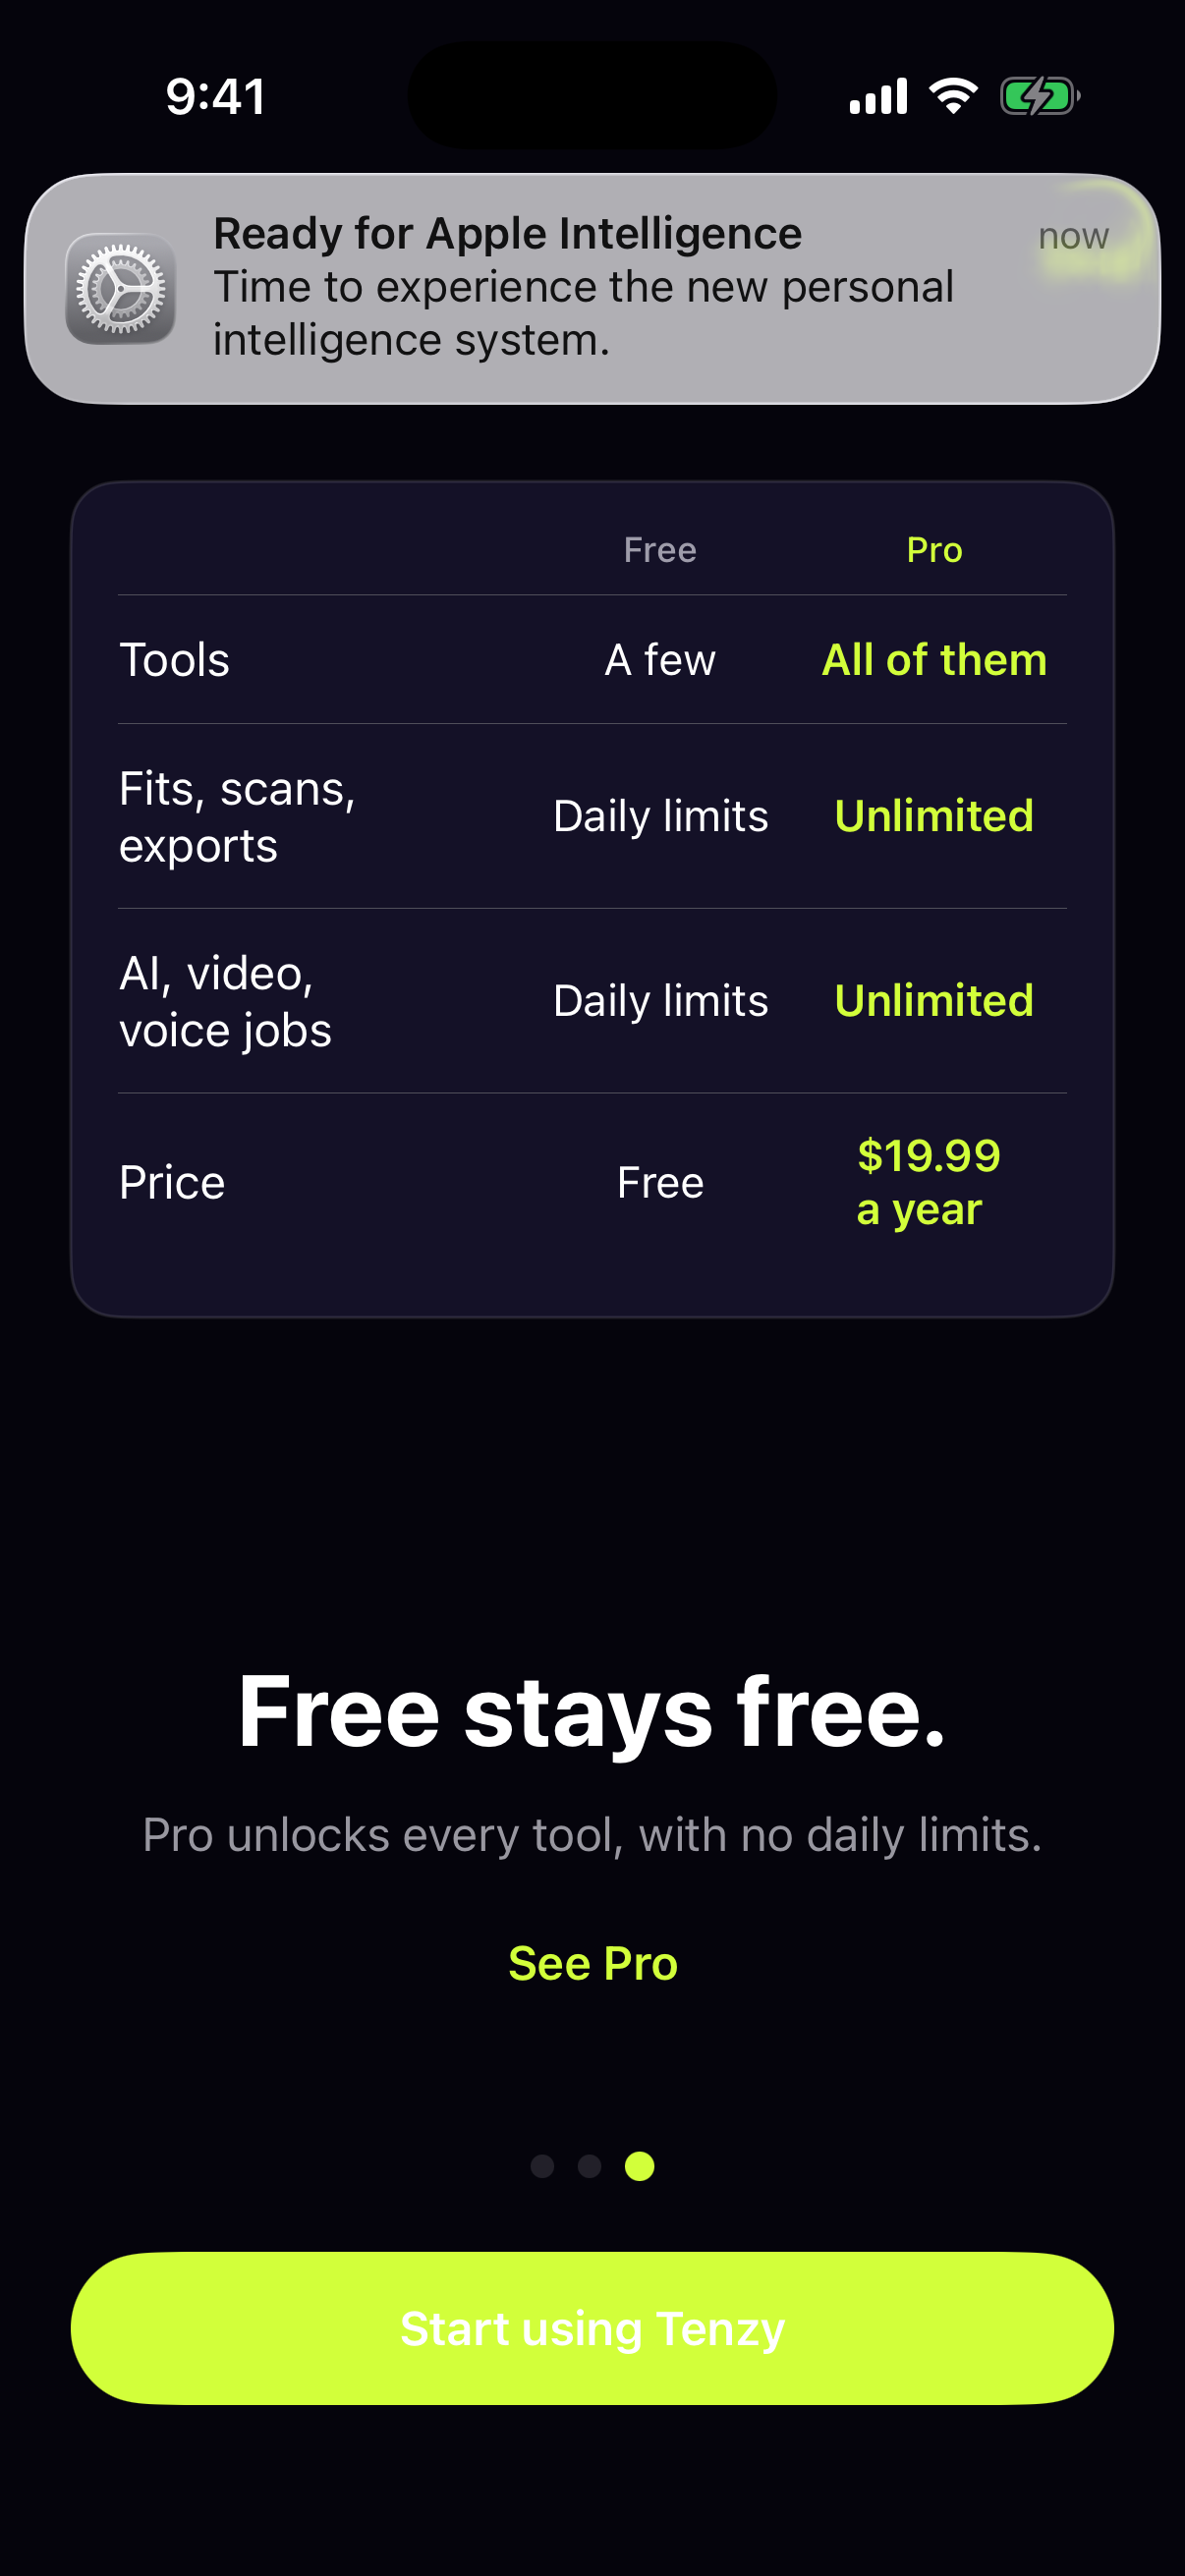 9:41
Ready for Apple Intelligence
now
Time to experience the new personal
intelligence system.
Free
Pro
Tools
A few
All of them
Fits, scans,
exports
Daily limits
Unlimited
AI, video,
voice jobs
Daily limits
Unlimited
Price
Free
$19.99
a year
Free stays free.
Pro unlocks every tool, with no daily limits.
See Pro
Start using Tenzy